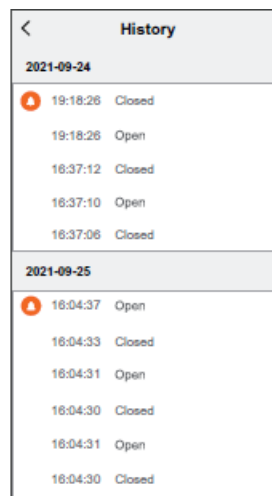 History
2021-09-24
19:18:26 Closed
19:18:26 Open
16:37:12 Closed
16:37:10 Open
16:37:06 Closed
2021-09-25
16:04:37 Open
16:04:33 Closed
16:04:31 Open
16:04:30 Closed
16:04:31 Open
16:04:30 Closed